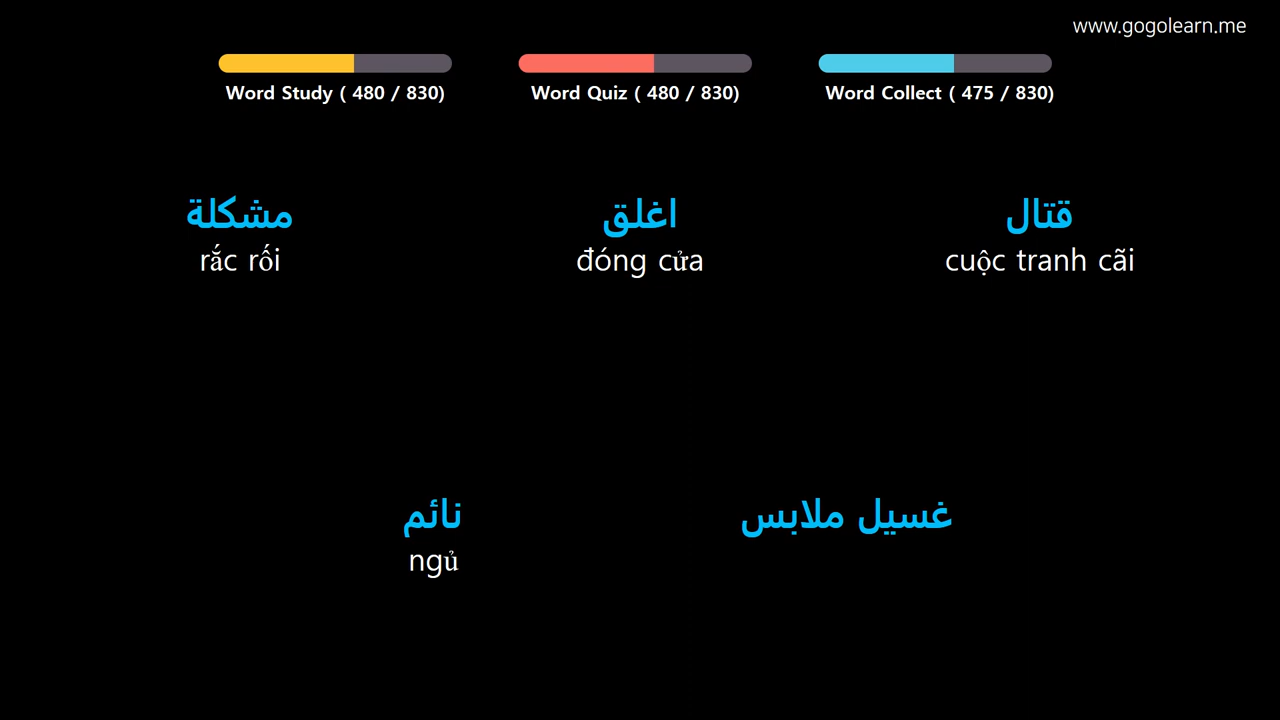 www.gogolearn.me
Word Study ( 480 / 830)
Word Quiz ( 480 / 830)
Word Collect ( 475 / 830)
مشكلة
rắc rối
اغلق
đóng cửa
قتال
cuộc tranh cãi
نائم
ngủ
غسيل ملابس